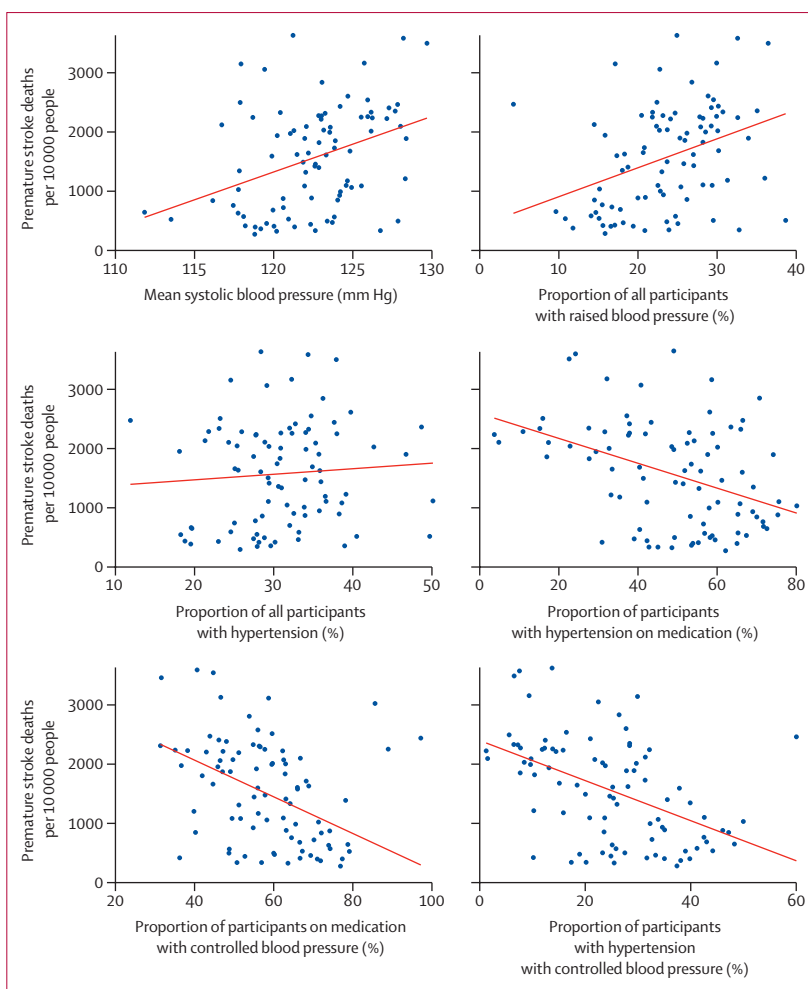 Premature stroke deaths
per 10 000 people
3000
2000
1000
0
110
115
120
125
130
Mean systolic blood pressure (mm Hg)
0
10
20
30
40
Proportion of all participants
with raised blood pressure (%)
Premature stroke deaths
per 10 000 people
3000
2000
1000
0
10
20
30
40
50
Proportion of all participants
with hypertension (%)
0
20
40
60
80
Proportion of participants
with hypertension on medication (%)
Premature stroke deaths
per 10 000 people
3000
2000
1000
0
20
40
60
80
100
Proportion of participants on medication
with controlled blood pressure (%)
0
20
40
60
Proportion of participants
with hypertension
with controlled blood pressure (%)